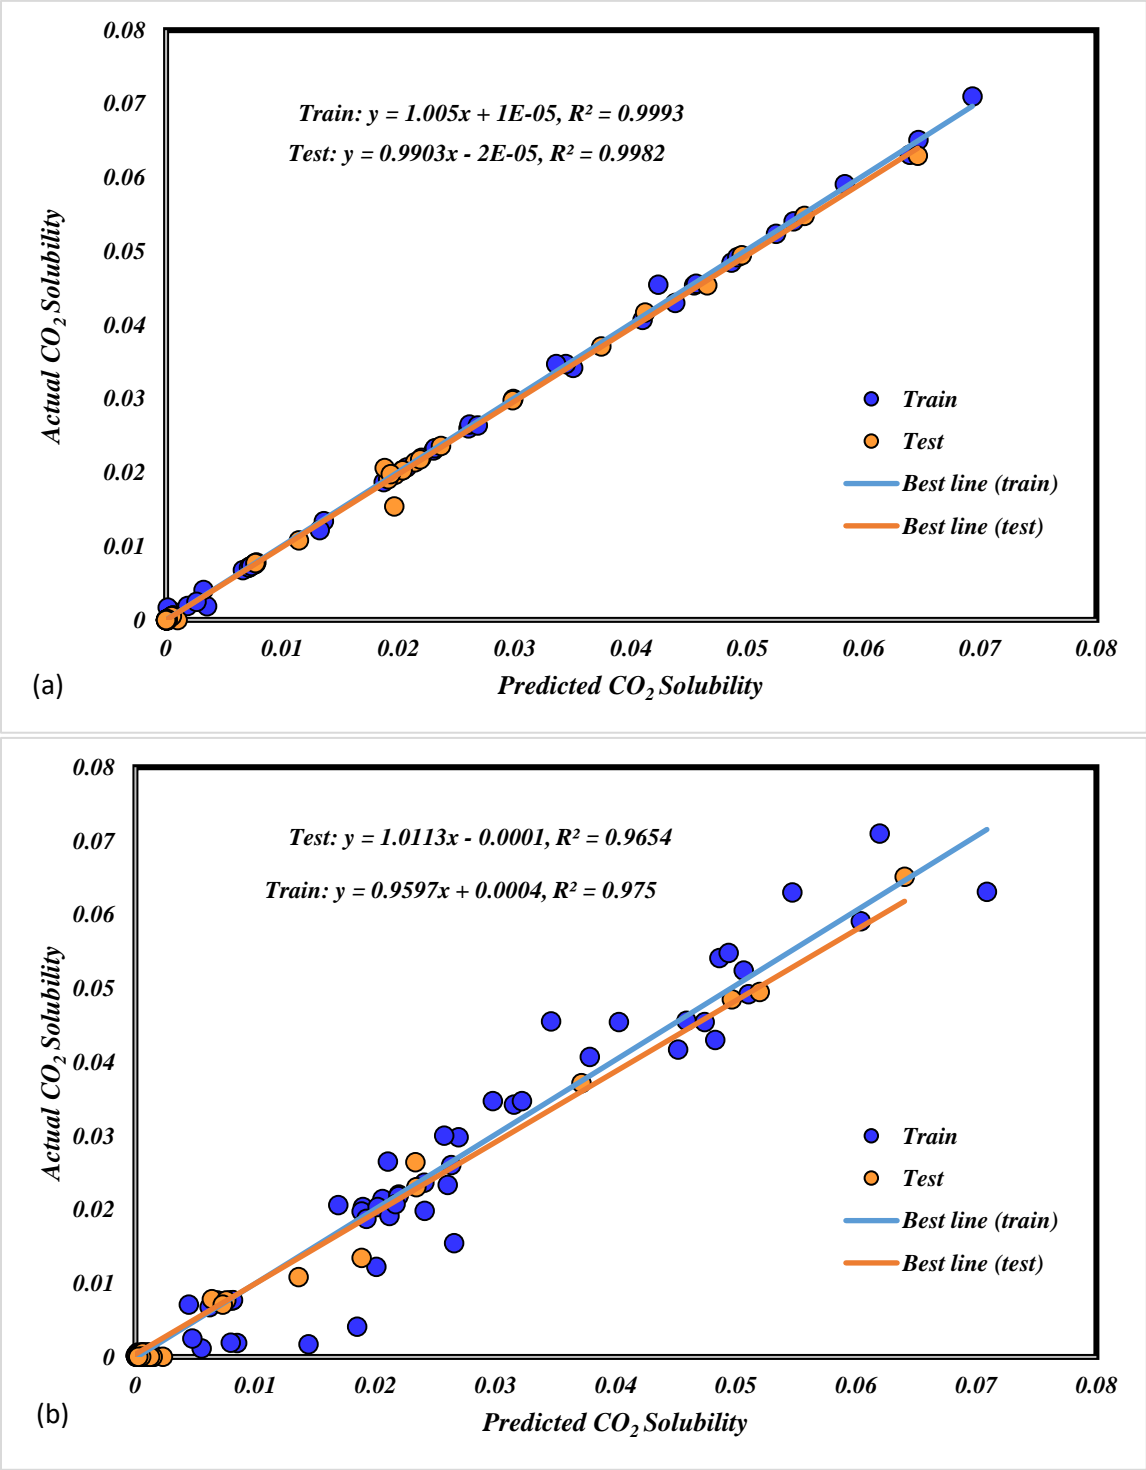 0.08
0.07
0.06
0.05
0.04
0.03
0.02
0.01
0
Actual CO₂ Solubility
Train: y = 1.005x + 1E-05, R² = 0.9993
Test: y = 0.9903x - 2E-05, R² = 0.9982
Train
Test
Best line (train)
Best line (test)
0 0.01 0.02 0.03 0.04 0.05 0.06 0.07 0.08
Predicted CO₂ Solubility
(a)
0.08
0.07
0.06
0.05
0.04
0.03
0.02
0.01
0
Actual CO₂ Solubility
Test: y = 1.0113x - 0.0001, R² = 0.9654
Train: y = 0.9597x + 0.0004, R² = 0.975
Train
Test
Best line (train)
Best line (test)
0 0.01 0.02 0.03 0.04 0.05 0.06 0.07 0.08
Predicted CO₂ Solubility
(b)